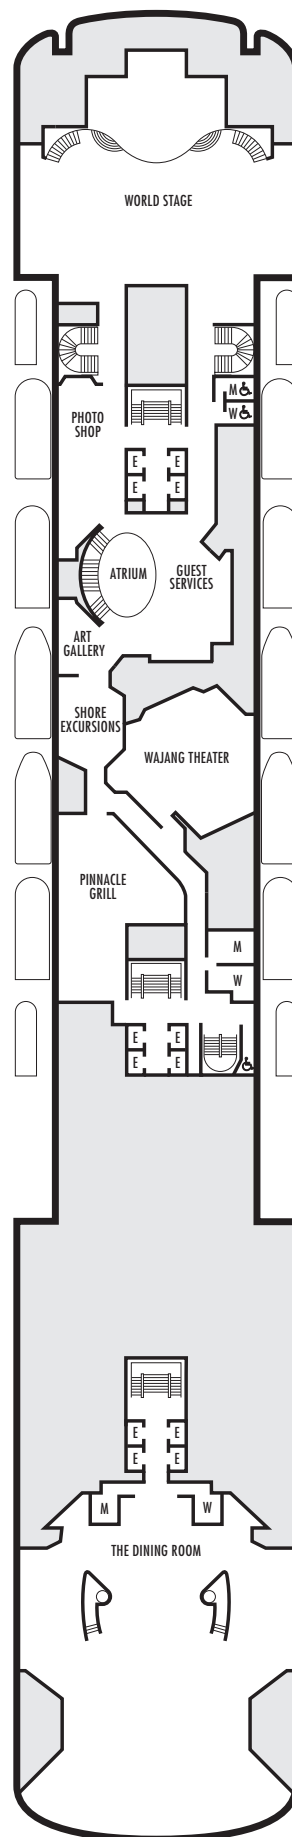 WORLD STAGE
M
W
PHOTO
SHOP
E E
E E
ATRIUM
GUEST
SERVICES
ART
GALLERY
SHORE
EXCURSIONS
WAJANG THEATER
PINNACLE
GRILL
M
W
E E
E E
E E
E E
M W
THE DINING ROOM